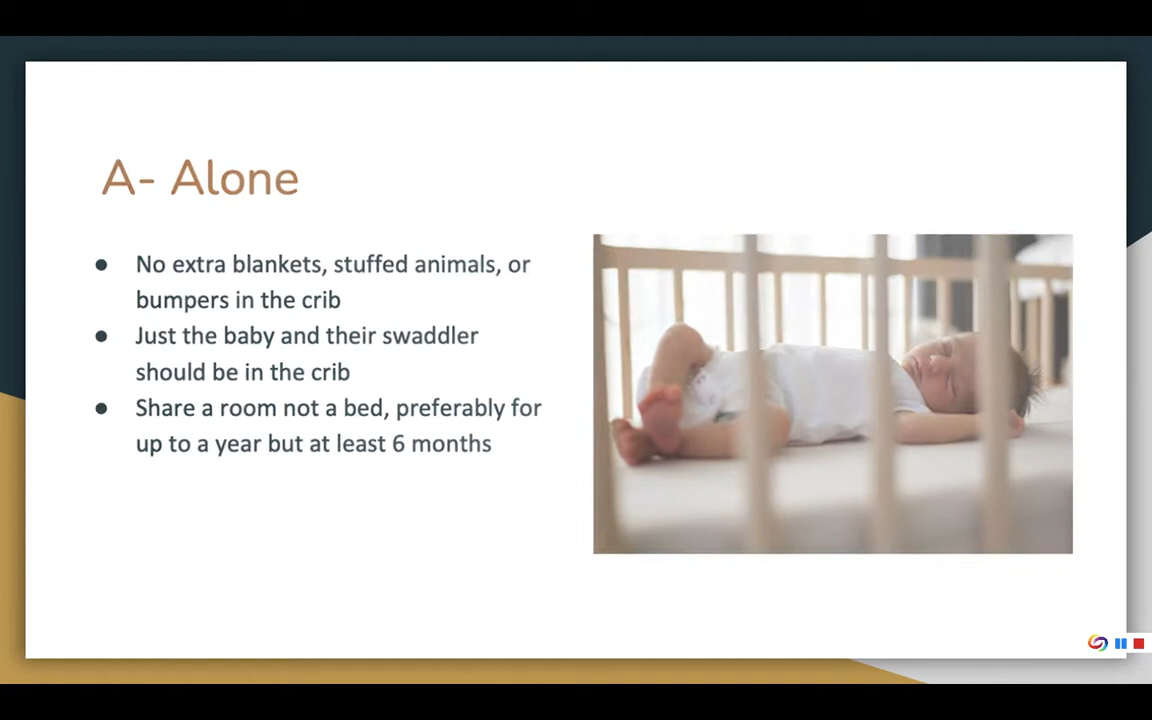 A- Alone
● No extra blankets, stuffed animals, or
bumpers in the crib
● Just the baby and their swaddler
should be in the crib
● Share a room not a bed, preferably for
up to a year but at least 6 months